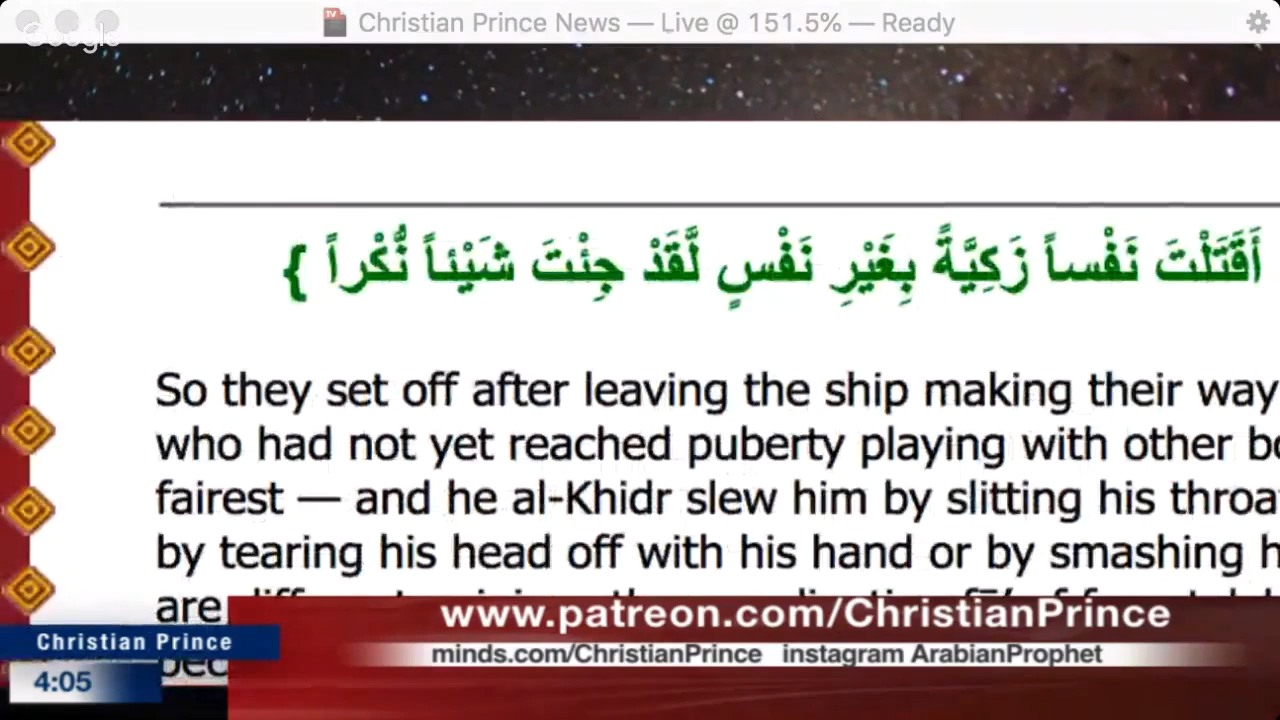 Christian Prince News — Live @ 151.5% — Ready
Google
أَقَتَلْتَ نَفْساً زَكِيَّةً بِغَيْرِ نَفْسٍ لَّقَدْ جِئْتَ شَيْئاً نُّكْراً }
So they set off after leaving the ship making their way
who had not yet reached puberty playing with other
fairest — and he al-Khidr slew him by slitting his
by tearing his head off with his hand or by smashing
are
www.patreon.com/ChristianPrince
Christian Prince
minds.com/ChristianPrince instagram ArabianProphet
4:05